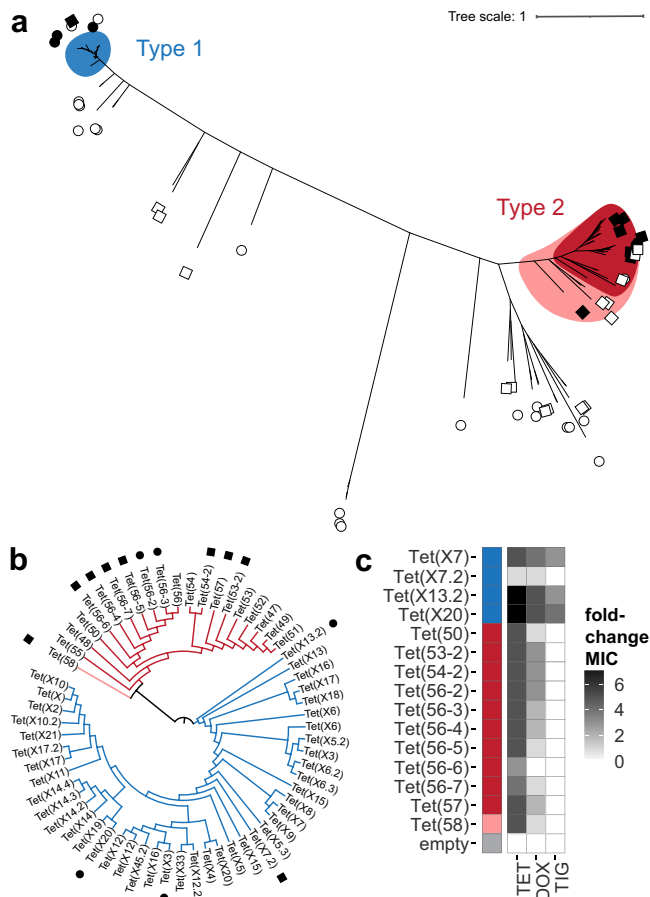 a
Tree scale: 1
Type 1
Type 2
b
Tet(58)
Tet(55)
Tet(48)
Tet(50)
Tet(56-6)
Tet(56-4)
Tet(56-7)
Tet(56-5)
Tet(56-2)
Tet(56-3)
Tet(56)
Tet(54)
Tet(54-2)
Tet(57)
Tet(53-2)
Tet(53)
Tet(52)
Tet(47)
Tet(49)
Tet(51)
Tet(X13.2)
Tet(X13)
Tet(X16)
Tet(X17)
Tet(X18)
Tet(X6)
Tet(X6)
Tet(X5.2)
Tet(X3)
Tet(X6.2)
Tet(X6.3)
Tet(X15)
Tet(X8)
Tet(X7)
Tet(X9)
Tet(X5.3)
Tet(X7.2)
Tet(X15)
Tet(X5)
Tet(X20)
Tet(X4)
Tet(X12.2)
Tet(X33)
Tet(X3)
Tet(X16)
Tet(X45.2)
Tet(X12)
Tet(X12)
Tet(X20)
Tet(X19)
Tet(X14)
Tet(X14.2)
Tet(X14.3)
Tet(X14.4)
Tet(X11)
Tet(X17)
Tet(X17.2)
Tet(X21)
Tet(X10.2)
Tet(X2)
Tet(X)
Tet(X10)
c
Tet(X7)
Tet(X7.2)
Tet(X13.2)
Tet(X20)
Tet(50)
Tet(53-2)
Tet(54-2)
Tet(56-2)
Tet(56-3)
Tet(56-4)
Tet(56-5)
Tet(56-6)
Tet(56-7)
Tet(57)
Tet(58)
empty
TET
DOX
TIG
fold-
change
MIC
6
4
2
0